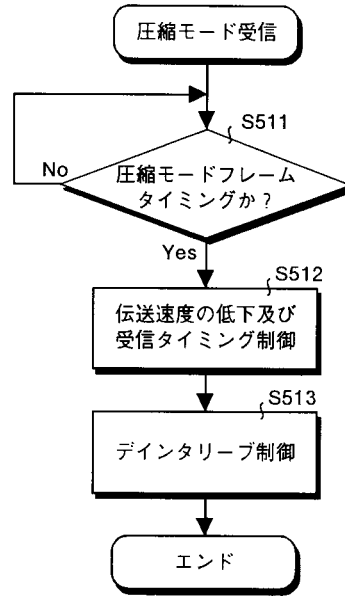 圧縮モード受信
S511
No
圧縮モードフレーム
タイミングか？
Yes
S512
伝送速度の低下及び
受信タイミング制御
S513
デインタリーブ制御
エンド